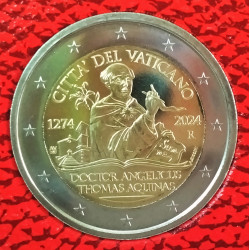 CITTA' DEL VATICANO
1274
2024
R
DOCTOR ANGELICUS
THOMAS AQUINAS